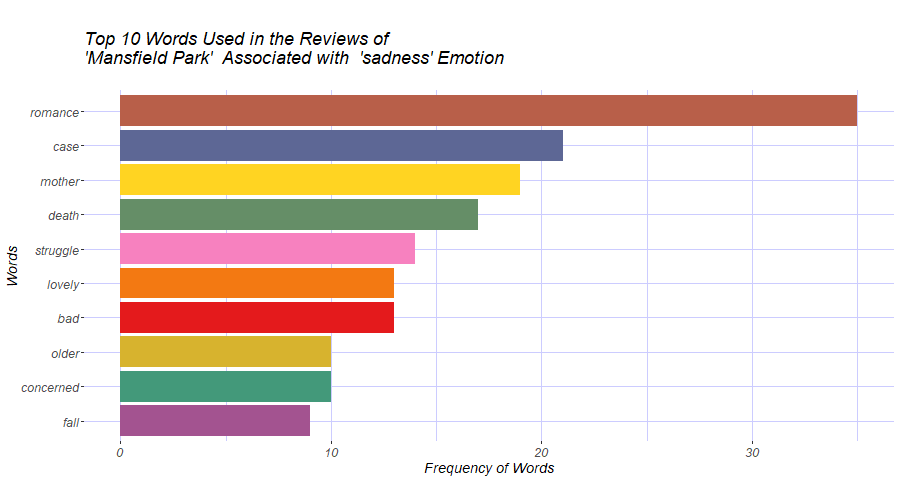 Top 10 Words Used in the Reviews of
'Mansfield Park'  Associated with  'sadness' Emotion
Words
romance
case
mother
death
struggle
lovely
bad
older
concerned
fall
0 10 20 30
Frequency of Words